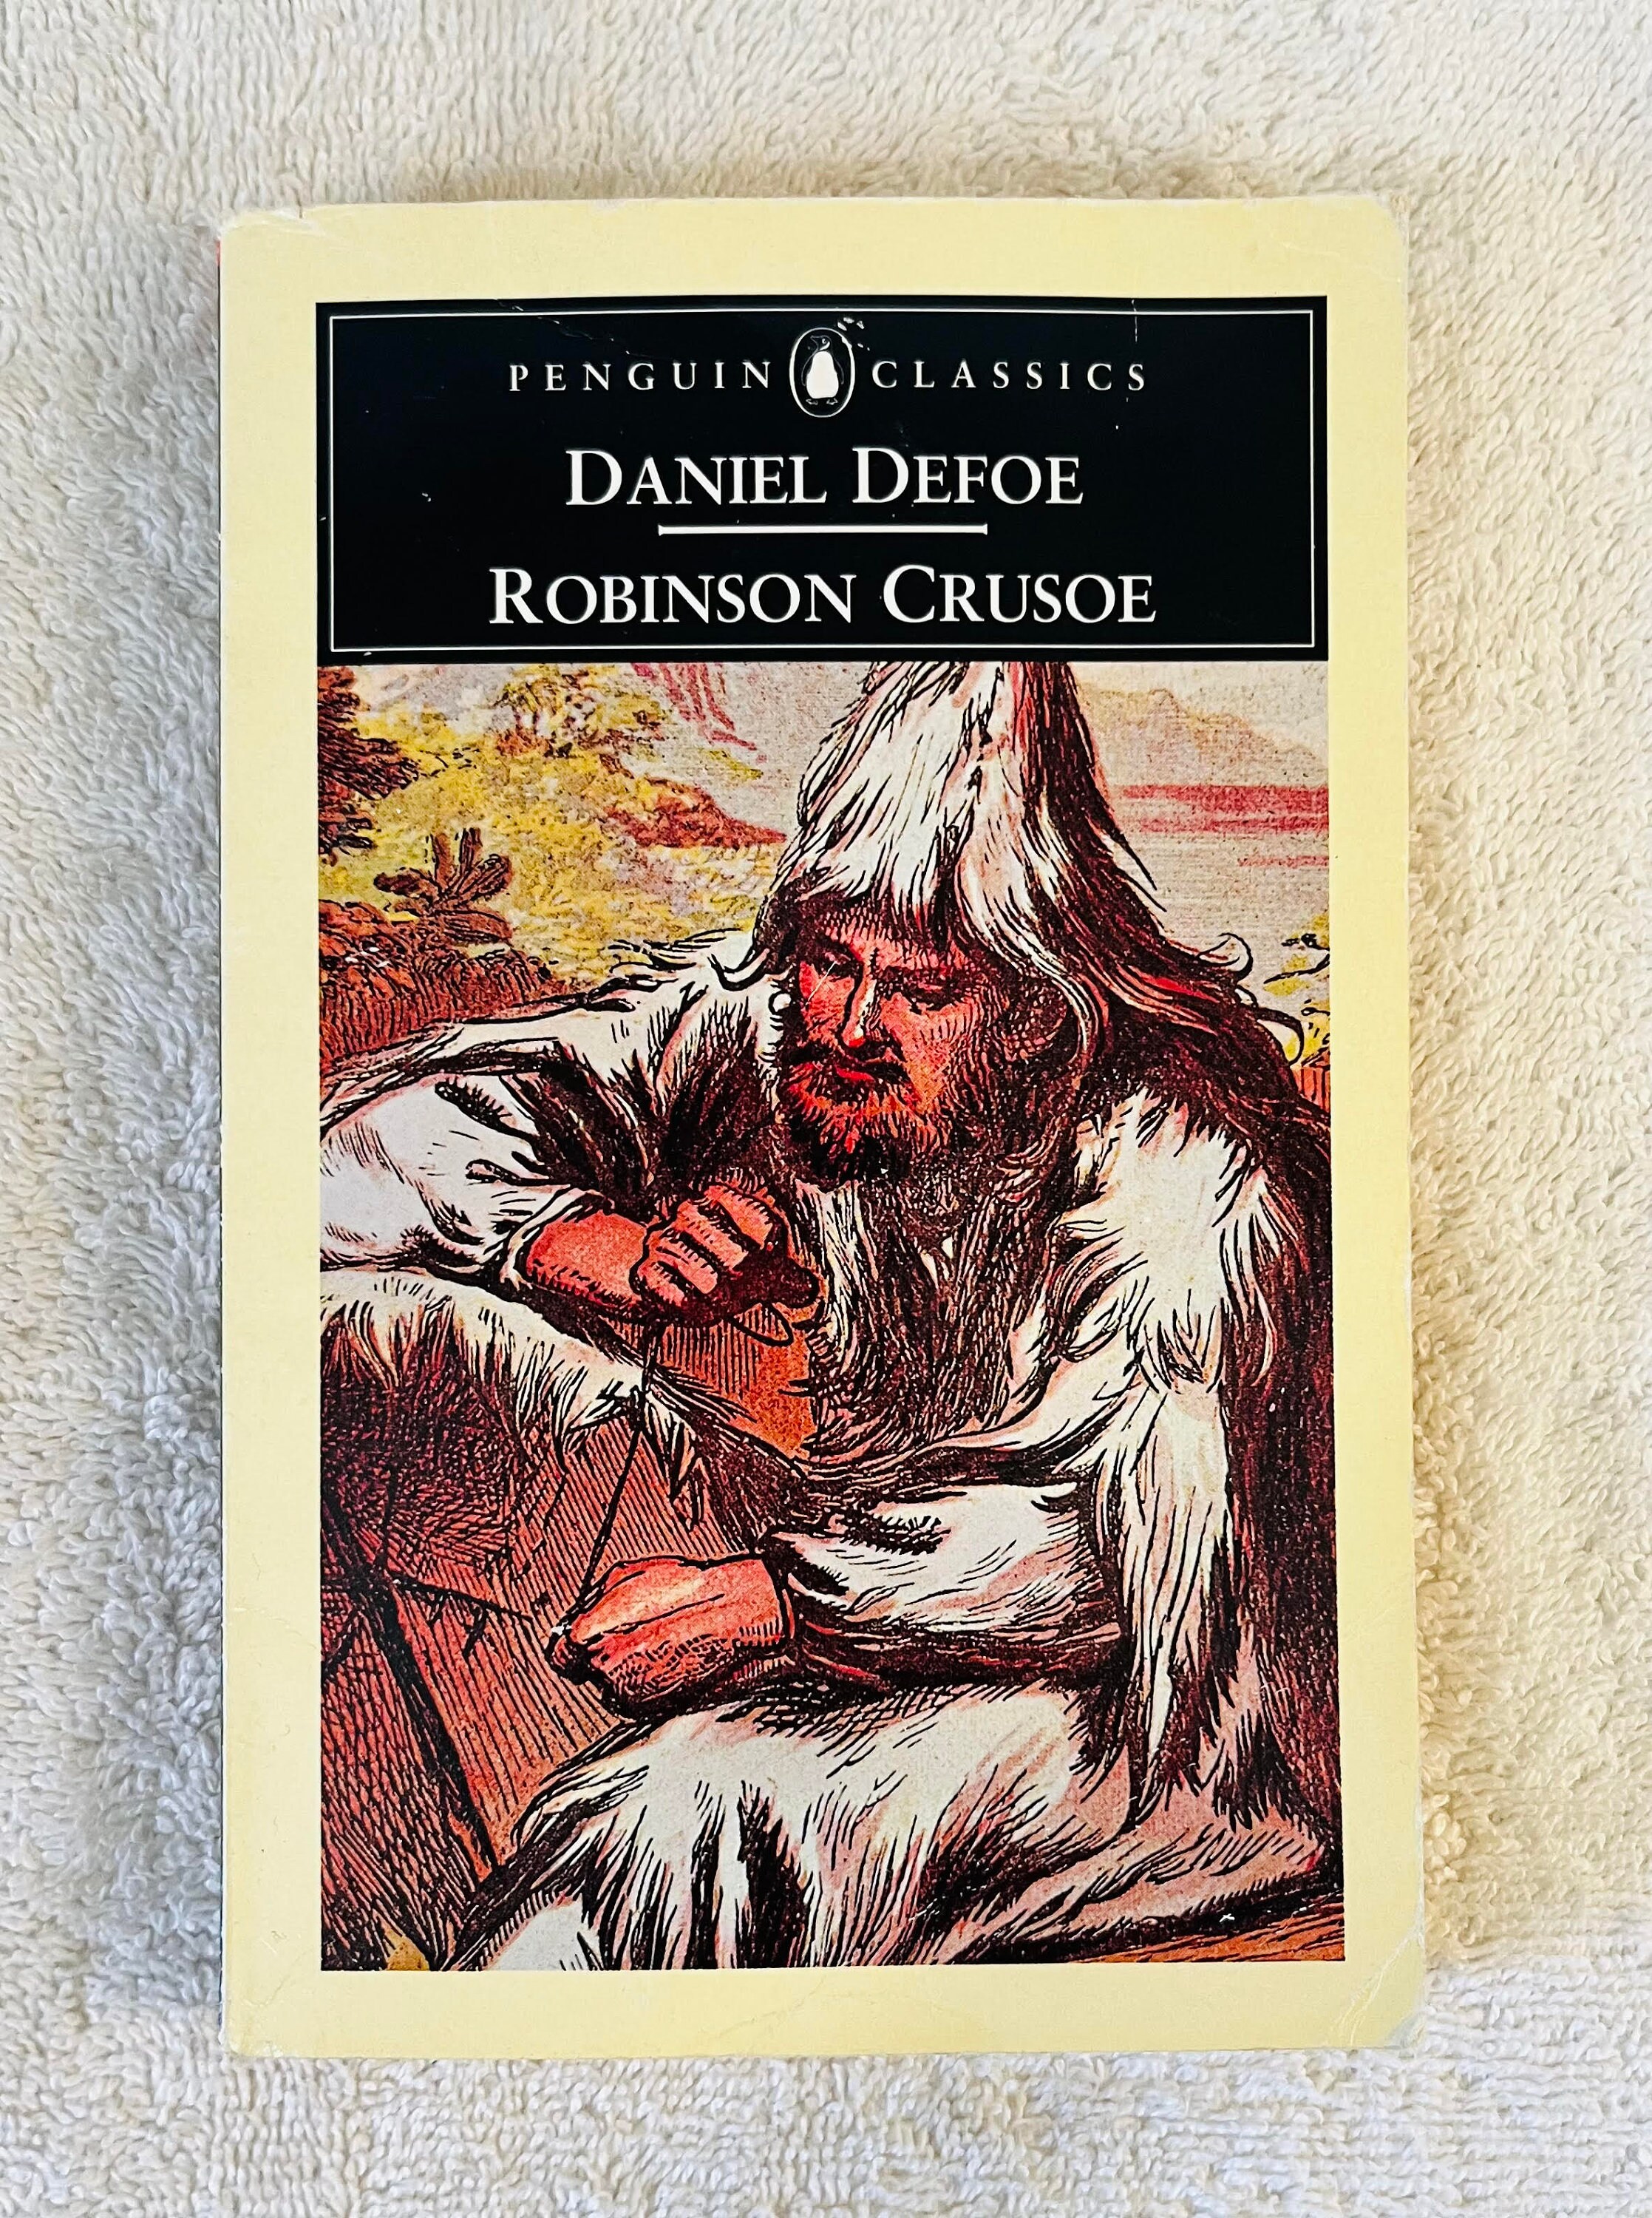 PENGUIN CLASSICS
DANIEL DEFOE
ROBINSON CRUSOE